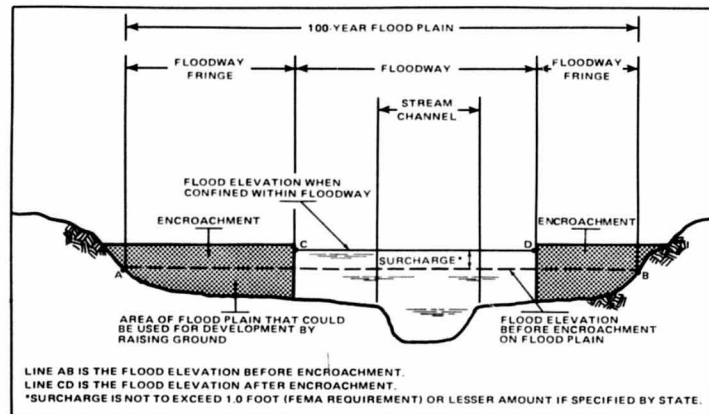 100-YEAR FLOOD PLAIN
FLOODWAY
FRINGE
FLOODWAY
FLOODWAY
FRINGE
STREAM
CHANNEL
FLOOD ELEVATION WHEN
CONFINED WITHIN FLOODWAY
ENCROACHMENT
ENCROACHMENT
C
D
SURCHARGE*
A
B
AREA OF FLOOD PLAIN THAT COULD
BE USED FOR DEVELOPMENT BY
RAISING GROUND
FLOOD ELEVATION
BEFORE ENCROACHMENT
ON FLOOD PLAIN
LINE AB IS THE FLOOD ELEVATION BEFORE ENCROACHMENT.
LINE CD IS THE FLOOD ELEVATION AFTER ENCROACHMENT.
*SURCHARGE IS NOT TO EXCEED 1.0 FOOT (FEMA REQUIREMENT) OR LESSER AMOUNT IF SPECIFIED BY STATE.